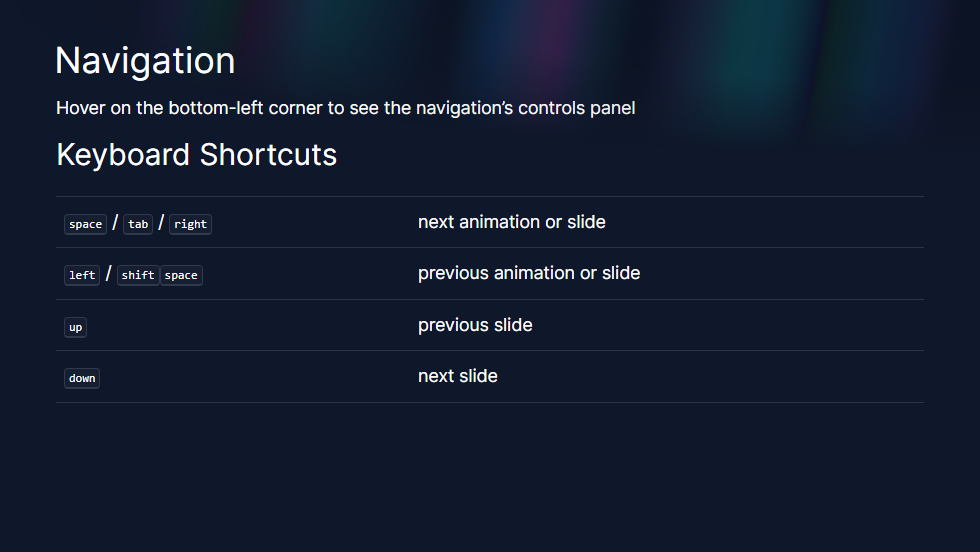 Navigation
Hover on the bottom-left corner to see the navigation’s controls panel
Keyboard Shortcuts
space / tab / right next animation or slide
left / shift space previous animation or slide
up previous slide
down next slide